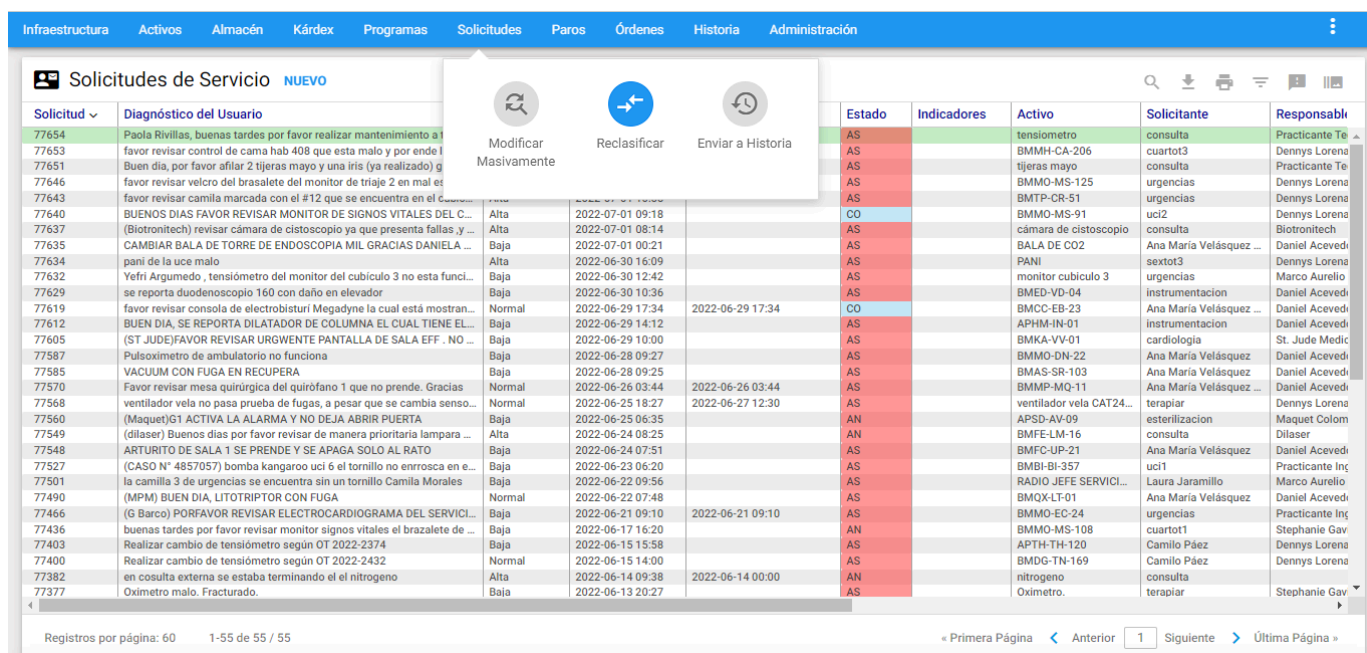 Infraestructura Activos Almacén Kárdex Programas Solicitudes Paros Órdenes Historia Administración
Solicitudes de Servicio NUEVO
Modificar Masivamente
Reclasificar
Enviar a Historia
Solicitud Diagnóstico del Usuario Estado Indicadores Activo Solicitante Responsable
77654 Paola Rivillas, buenas tardes por favor realizar mantenimiento a t AS tensiometro consulta Practicante Te
77653 favor revisar control de cama hab 408 que esta malo y por ende l AS BMMH-CA-206 cuartot3 Dennys Lorena
77651 Buen dia, por favor afilar 2 tijeras mayo y una iris (ya realizado) g AS tijeras mayo consulta Practicante Te
77646 favor revisar velcro del brasalete del monitor de triaje 2 en mal es AS BMMO-MS-125 urgencias Dennys Lorena
77643 favor revisar camila marcada con el #12 que se encuentra en el AS BMTP-CR-51 urgencias Dennys Lorena
77640 BUENOS DIAS FAVOR REVISAR MONITOR DE SIGNOS VITALES DEL C... Alta 2022-07-01 09:18 CO BMMO-MS-91 uci2 Dennys Lorena
77637 (Biotronitech) revisar cámara de cistoscopio ya que presenta fallas ,y ... Alta 2022-07-01 08:14 AS cámara de cistoscopio consulta Biotronitech
77635 CAMBIAR BALA DE TORRE DE ENDOSCOPIA MIL GRACIAS DANIELA ... Baja 2022-07-01 00:21 AS BALA DE CO2 Ana María Velásquez ... Daniel Acevedo
77634 pani de la uce malo Alta 2022-06-30 16:09 AS PANI sextot3 Dennys Lorena
77632 Yefri Argumedo , tensiómetro del monitor del cubículo 3 no esta funci... Baja 2022-06-30 12:42 AS monitor cubiculo 3 urgencias Marco Aurelio
77629 se reporta duodenoscopio 160 con daño en elevador Baja 2022-06-30 10:36 AS BMED-VD-04 instrumentacion Daniel Acevedo
77619 favor revisar consola de electrobisturí Megadyne la cual está mostran... Normal 2022-06-29 17:34 2022-06-29 17:34 CO BMCC-EB-23 Ana María Velásquez ... Daniel Acevedo
77612 BUEN DIA, SE REPORTA DILATADOR DE COLUMNA EL CUAL TIENE EL... Baja 2022-06-29 14:12 AS APHM-IN-01 instrumentacion Daniel Acevedo
77605 (ST JUDE)FAVOR REVISAR URGWENTE PANTALLA DE SALA EFF . NO ... Baja 2022-06-29 10:00 AS BMKA-VV-01 cardiologia St. Jude Medic
77587 Pulsoximetro de ambulatorio no funciona Baja 2022-06-28 09:27 AS BMMO-DN-22 Ana María Velásquez Daniel Acevedo
77585 VACUUM CON FUGA EN RECUPERA Baja 2022-06-28 09:25 AS BMAS-SR-103 Ana María Velásquez Daniel Acevedo
77570 Favor revisar mesa quirúrgica del quiròfano 1 que no prende. Gracias Normal 2022-06-26 03:44 2022-06-26 03:44 AS BMMP-MQ-11 Ana María Velásquez ... Daniel Acevedo
77568 ventilador vela no pasa prueba de fugas, a pesar que se cambia senso... Normal 2022-06-25 18:27 2022-06-27 12:30 AS ventilador vela CAT24... terapiar Dennys Lorena
77560 (Maquet)G1 ACTIVA LA ALARMA Y NO DEJA ABRIR PUERTA Baja 2022-06-25 06:35 AN APSD-AV-09 esterilizacion Maquet Colom
77549 (dilaser) Buenos dias por favor revisar de manera prioritaria lampara ... Alta 2022-06-24 08:25 AN BMFE-LM-16 consulta Dilaser
77548 ARTURITO DE SALA 1 SE PRENDE Y SE APAGA SOLO AL RATO Baja 2022-06-24 07:51 AS BMFC-UP-21 Ana María Velásquez Daniel Acevedo
77527 (CASO N° 4857057) bomba kangaroo uci 6 el tornillo no enrrosca en e... Baja 2022-06-23 06:20 AS BMBI-BI-357 uci1 Practicante Ing
77501 la camilla 3 de urgencias se encuentra sin un tornillo Camila Morales Baja 2022-06-22 09:56 AS RADIO JEFE SERVICI... Laura Jaramillo Marco Aurelio
77490 (MPM) BUEN DIA, LITOTRIPTOR CON FUGA Normal 2022-06-22 07:48 AS BMQX-LT-01 Ana María Velásquez Daniel Acevedo
77466 (G Barco) PORFAVOR REVISAR ELECTROCARDIOGRAMA DEL SERVICI... Baja 2022-06-21 09:10 2022-06-21 09:10 AS BMMO-EC-24 urgencias Practicante Ing
77436 buenas tardes por favor revisar monitor signos vitales el brazalete de ... Baja 2022-06-17 16:20 AN BMMO-MS-108 cuartot1 Stephanie Gav
77403 Realizar cambio de tensiómetro según OT 2022-2374 Baja 2022-06-15 15:58 AS APTH-TH-120 Camilo Páez Dennys Lorena
77400 Realizar cambio de tensiómetro según OT 2022-2432 Normal 2022-06-15 14:00 AS BMDG-TN-169 Camilo Páez Dennys Lorena
77382 en cosulta externa se estaba terminando el el nitrogeno Alta 2022-06-14 09:38 2022-06-14 00:00 AN nitrogeno consulta
77377 Oximetro malo. Fracturado. Baja 2022-06-13 20:27 AS Oximetro. terapiar Stephanie Gav
Registros por página: 60 1-55 de 55 / 55 « Primera Página Anterior 1 Siguiente Última Página »